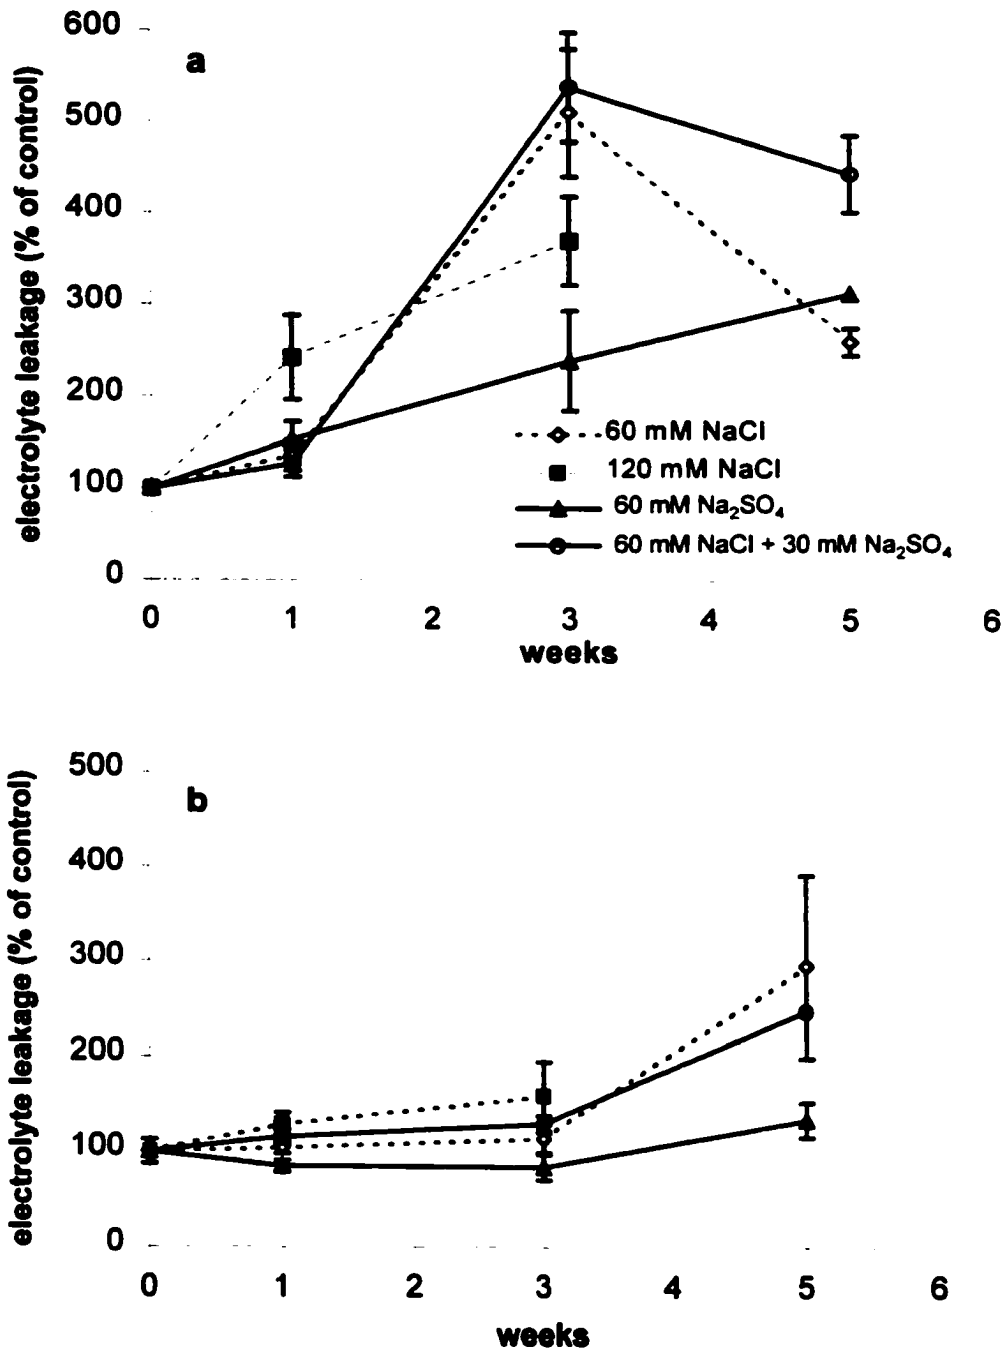 600
a
500
400
300
200
100
0
electrolyte leakage (% of control)
60 mM NaCl
120 mM NaCl
60 mM Na₂SO₄
60 mM NaCl + 30 mM Na₂SO₄
0 1 2 3 4 5 6
weeks
500
b
400
300
200
100
0
electrolyte leakage (% of control)
0 1 2 3 4 5 6
weeks